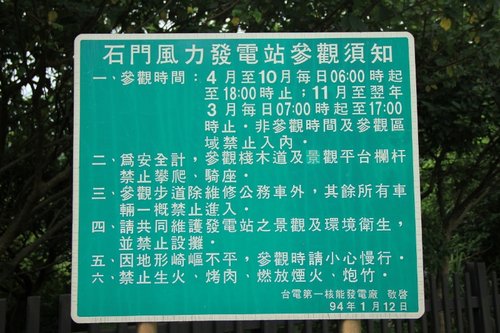 石門風力發電站參觀須知
一、參觀時間：4月至10月每日06:00時起
至18:00時止；11月至翌年
3月每日07:00時起至17:00
時止。非參觀時間及參觀區
域禁止入內。
二、為安全計，參觀棧木道及景觀平台欄杆
禁止攀爬、騎座。
三、參觀步道除維修公務車外，其餘所有車
輛一概禁止進入。
四、請共同維護發電站之景觀及環境衛生，
並禁止設攤。
五、因地形崎嶇不平，參觀時請小心慢行。
六、禁止生火、烤肉、燃放煙火、炮竹。
台電第一核能發電廠 敬啓
94年1月12日